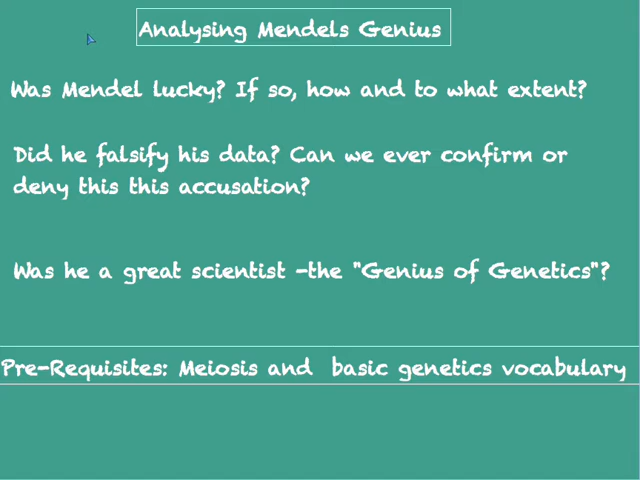 Analysing Mendels Genius
Was Mendel lucky? If so, how and to what extent?
Did he falsify his data? Can we ever confirm or
deny this this accusation?
Was he a great scientist -the "Genius of Genetics"?
Pre-Requisites: Meiosis and basic genetics vocabulary